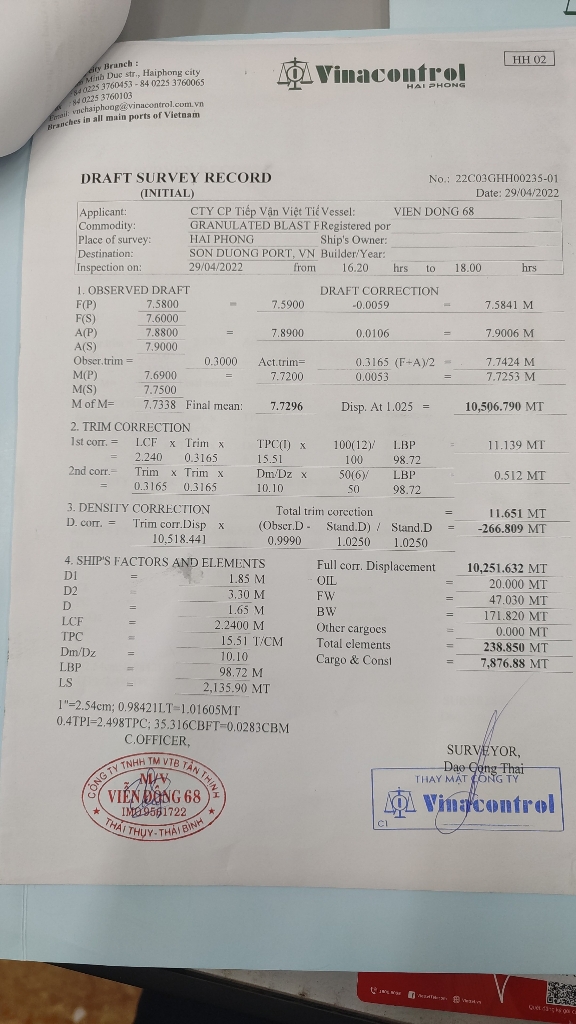 Branch :
Minh Duc str., Haiphong city
84 0225 3760453 - 84 0225 3760065
84 0225 3760103
Email: vnchaiphong@vinacontrol.com.vn
Branches in all main ports of Vietnam
Vinacontrol
HAI PHONG
HH 02
DRAFT SURVEY RECORD
(INITIAL)
No.: 22C03GHH00235-01
Date: 29/04/2022
Applicant: CTY CP Tiếp Vận Việt Tiế Vessel: VIEN DONG 68
Commodity: GRANULATED BLAST F Registered por
Place of survey: HAI PHONG Ship's Owner:
Destination: SON DUONG PORT, VN Builder/Year:
Inspection on: 29/04/2022 from 16.20 hrs to 18.00 hrs
1. OBSERVED DRAFT DRAFT CORRECTION
F(P) 7.5800 = 7.5900 -0.0059 = 7.5841 M
F(S) 7.6000
A(P) 7.8800 = 7.8900 0.0106 = 7.9006 M
A(S) 7.9000
Obser.trim = 0.3000 Act.trim= 0.3165 (F+A)/2 = 7.7424 M
M(P) 7.6900 = 7.7200 0.0053 = 7.7253 M
M(S) 7.7500
M of M= 7.7338 Final mean: 7.7296 Disp. At 1.025 = 10,506.790 MT
2. TRIM CORRECTION
1st corr. = LCF x Trim x TPC(I) x 100(12)/ LBP = 11.139 MT
= 2.240 0.3165 15.51 100 98.72
2nd corr.= Trim x Trim x Dm/Dz x 50(6)/ LBP = 0.512 MT
= 0.3165 0.3165 10.10 50 98.72
3. DENSITY CORRECTION Total trim corection = 11.651 MT
D. corr. = Trim corr.Disp x (Obser.D - Stand.D) / Stand.D = -266.809 MT
10,518.441 0.9990 1.0250 1.0250
4. SHIP'S FACTORS AND ELEMENTS Full corr. Displacement = 10,251.632 MT
D1 = 1.85 M OIL = 20.000 MT
D2 = 3.30 M FW = 47.030 MT
D = 1.65 M BW = 171.820 MT
LCF = 2.2400 M Other cargoes = 0.000 MT
TPC = 15.51 T/CM Total elements = 238.850 MT
Dm/Dz = 10.10 Cargo & Const = 7,876.88 MT
LBP = 98.72 M
LS = 2,135.90 MT
1"=2.54cm; 0.98421LT=1.01605MT
0.4TPI=2.498TPC; 35.316CBFT=0.0283CBM
C.OFFICER,
SURVEYOR,
Dao Cong Thai
CÔNG TY TNHH TM VTB TÂN THỊNH
M/V
VIỄN ĐÔNG 68
IMO 9561722
★ THÁI THỤY - THÁI BÌNH ★
THAY MẶT CÔNG TY
Vinacontrol
C1